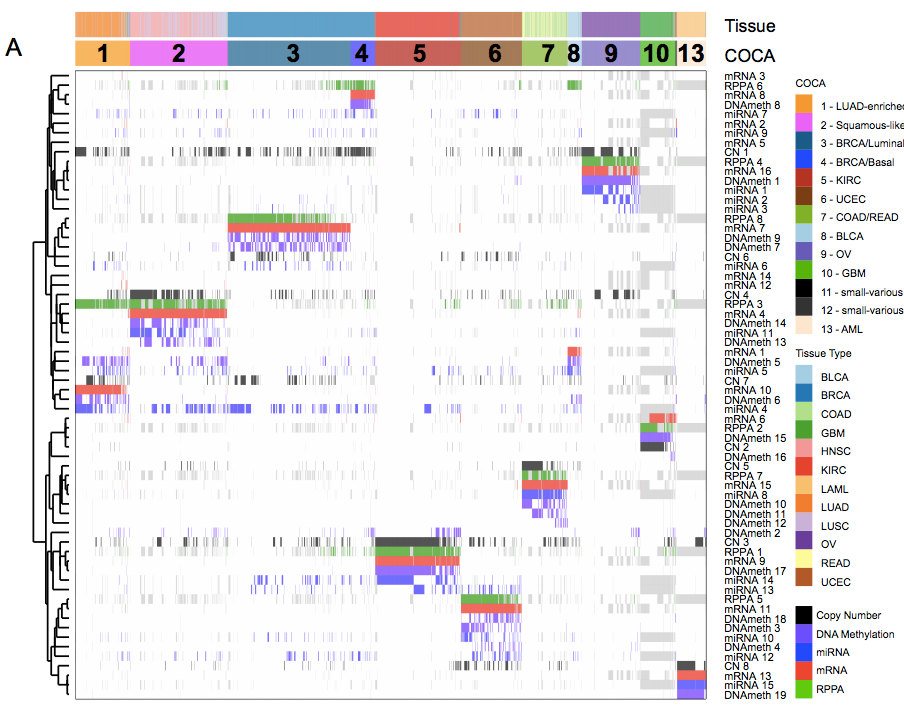 A
Tissue
1 2 3 4 5 6 7 8 9 10 13 COCA
mRNA 3
RPPA 6
mRNA 8
DNAmeth 8
miRNA 7
mRNA 2
miRNA 9
mRNA 5
CN 1
RPPA 4
mRNA 16
DNAmeth 1
miRNA 1
miRNA 2
miRNA 3
RPPA 8
mRNA 7
DNAmeth 9
DNAmeth 7
CN 6
miRNA 6
mRNA 14
mRNA 12
CN 4
RPPA 3
mRNA 4
DNAmeth 14
miRNA 11
DNAmeth 13
mRNA 1
DNAmeth 5
miRNA 5
CN 7
mRNA 10
DNAmeth 6
miRNA 4
mRNA 6
RPPA 2
DNAmeth 15
CN 2
DNAmeth 16
CN 5
RPPA 7
mRNA 15
miRNA 8
DNAmeth 10
DNAmeth 11
DNAmeth 12
DNAmeth 2
CN 3
RPPA 1
mRNA 9
DNAmeth 17
miRNA 14
miRNA 13
RPPA 5
mRNA 11
DNAmeth 18
DNAmeth 3
miRNA 10
DNAmeth 4
miRNA 12
CN 8
mRNA 13
miRNA 15
DNAmeth 19
COCA
1 - LUAD-enriched
2 - Squamous-like
3 - BRCA/Luminal
4 - BRCA/Basal
5 - KIRC
6 - UCEC
7 - COAD/READ
8 - BLCA
9 - OV
10 - GBM
11 - small-various
12 - small-various
13 - AML
Tissue Type
BLCA
BRCA
COAD
GBM
HNSC
KIRC
LAML
LUAD
LUSC
OV
READ
UCEC
Copy Number
DNA Methylation
miRNA
mRNA
RPPA